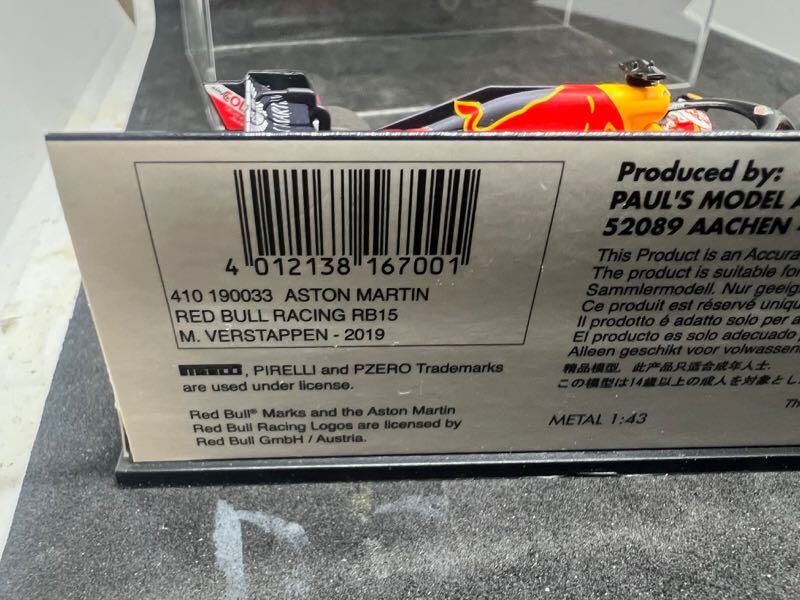 4 012138 167001
410 190033 ASTON MARTIN
RED BULL RACING RB15
M. VERSTAPPEN - 2019
, PIRELLI and PZERO Trademarks
are used under license.
Red Bull® Marks and the Aston Martin
Red Bull Racing Logos are licensed by
Red Bull GmbH / Austria.
Produced by:
PAUL'S MODEL A
52089 AACHEN
This Product is an Accura
The product is suitable for
Sammlermodell. Nur geeig
Ce produit est réservé uniqu
Il prodotto é adatto solo per a
El producto es solo adecuado
Alleen geschikt voor volwassen
精品模型. 此产品只适合成年人士.
この模型は14歳以上の成人を対象とし
Th
METAL 1:43